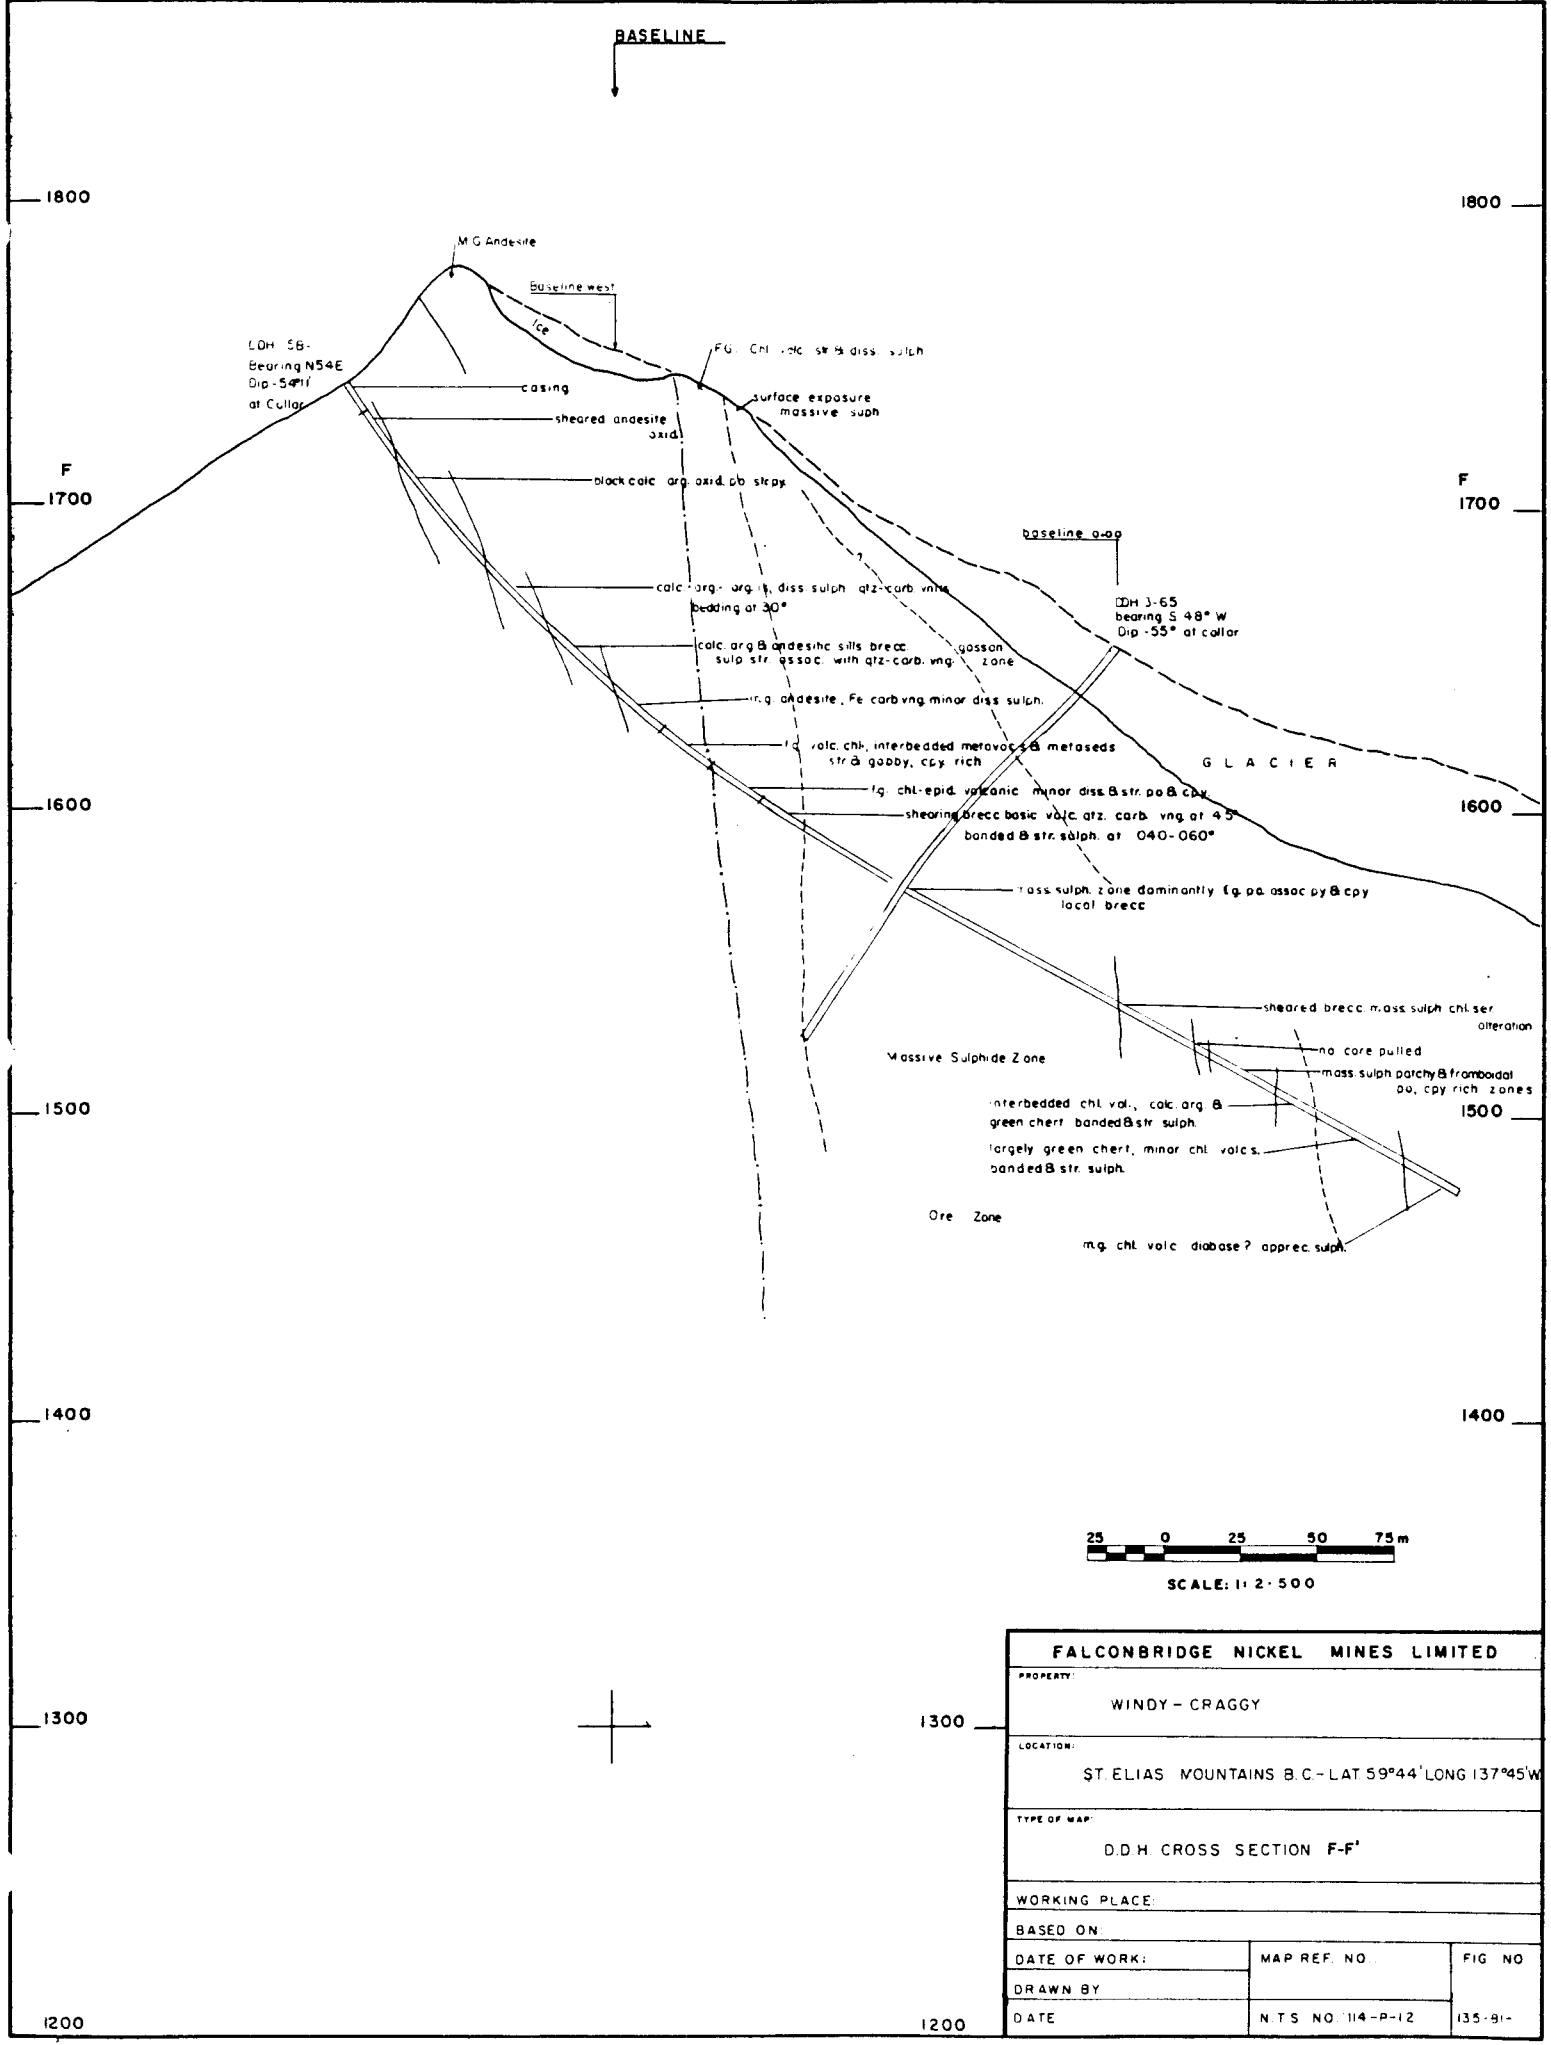 BASELINE
1800
1800
M.G. Andesite
Baseline west
Ice
Bearing N54E
Dip -54°11'
at Collar
F.G. Chl. volc. str & diss. sulph
casing
surface exposure
massive suph
sheared andesite
oxid.
F
1700
F
1700
black calc. arg. oxid. po str py.
baseline 0+00
DDH 3-65
bearing S 48° W
Dip -55° at collar
calc.-arg.- diss. sulph. qtz-carb. vnlts
bedding at 30°
calc. arg & andesitic sills brecc.
sulp str. assoc. with qtz-carb. vng.
gossan
zone
?
m.g. andesite, Fe carb vng. minor diss. sulph.
f.g. volc. chl., interbedded metavocs & metaseds
str & gobby, cpy rich
GLACIER
1600
1600
f.g. chl-epid. volcanic minor diss & str. po & cpy.
shearing brecc basic volc. qtz. carb. vng. at 45°
banded & str. sulph. at 040-060°
mass. sulph. zone dominantly f.g. po. assoc py & cpy
local brecc
sheared brecc. mass. sulph chl. ser.
alteration
no core pulled
Massive Sulphide Zone
mass. sulph. patchy & framboidal
po, cpy rich zones
1500
1500
interbedded chl. vol., calc. arg. &
green chert banded & str sulph.
largely green chert, minor chl. volcs.
banded & str. sulph.
Ore Zone
m.g. chl. volc diabase? apprec. sulph.
1400
1400
25 0 25 50 75 m
SCALE: 1: 2·500
FALCONBRIDGE NICKEL MINES LIMITED
PROPERTY:
WINDY - CRAGGY
1300
1300
LOCATION:
ST. ELIAS MOUNTAINS B.C.- LAT. 59°44' LONG 137°45'W
TYPE OF MAP:
D.D.H. CROSS SECTION F-F'
WORKING PLACE:
BASED ON:
DATE OF WORK:
MAP REF. NO.
FIG NO
DRAWN BY
DATE
N.T.S NO. 114-P-12
135-81-
1200
1200